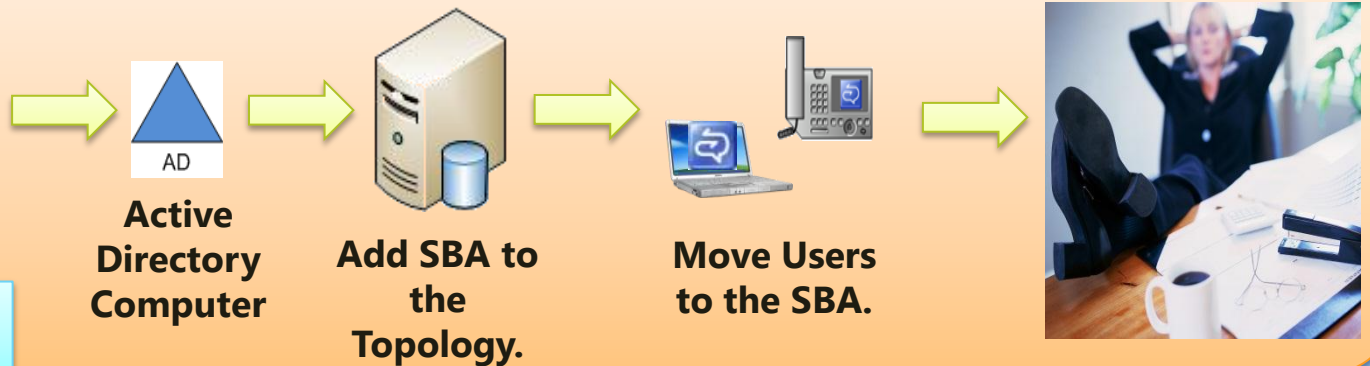 AD
Active
Directory
Computer
Add SBA to
the
Topology.
Move Users
to the SBA.